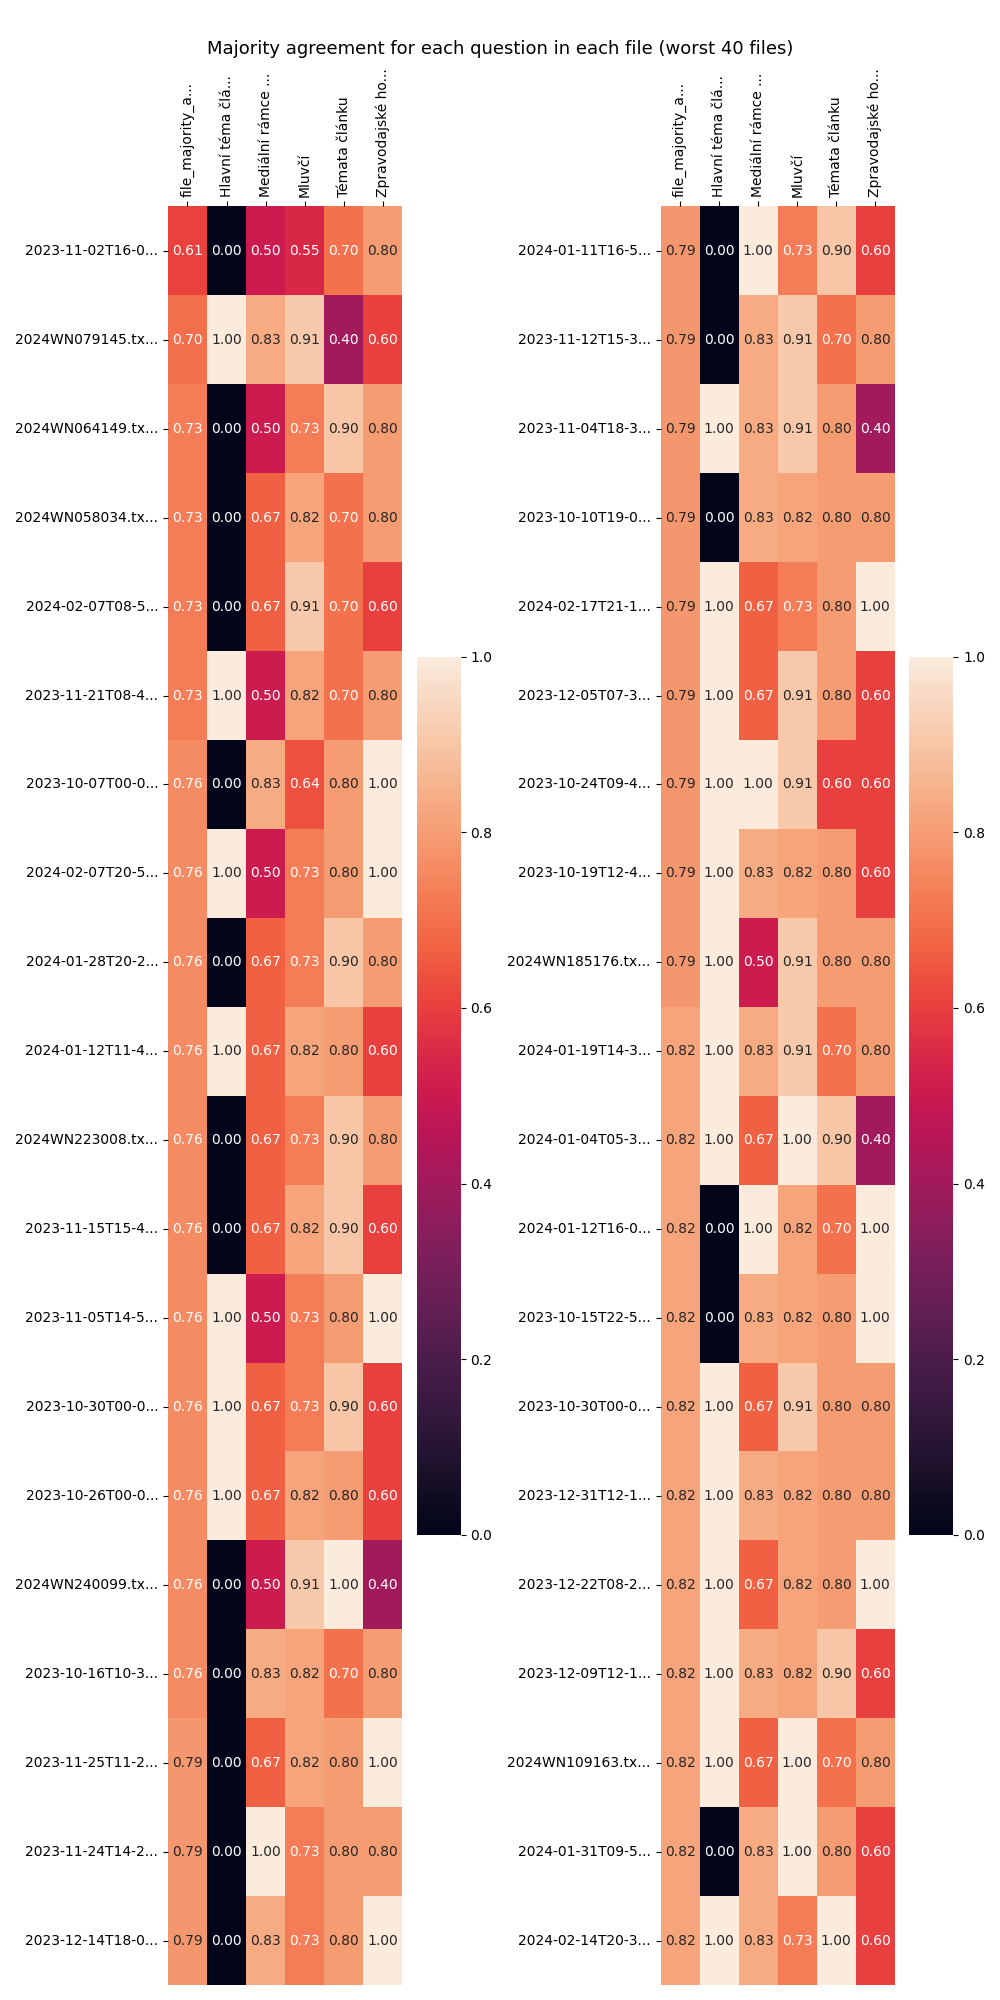 Majority agreement for each question in each file (worst 40 files)
file_majority_a... Hlavní téma člá... Mediální rámce ... Mluvčí Témata článku Zpravodajské ho...
2023-11-02T16-0... 0.61 0.00 0.50 0.55 0.70 0.80
2024WN079145.tx... 0.70 1.00 0.83 0.91 0.40 0.60
2024WN064149.tx... 0.73 0.00 0.50 0.73 0.90 0.80
2024WN058034.tx... 0.73 0.00 0.67 0.82 0.70 0.80
2024-02-07T08-5... 0.73 0.00 0.67 0.91 0.70 0.60
2023-11-21T08-4... 0.73 1.00 0.50 0.82 0.70 0.80
2023-10-07T00-0... 0.76 0.00 0.83 0.64 0.80 1.00
2024-02-07T20-5... 0.76 1.00 0.50 0.73 0.80 1.00
2024-01-28T20-2... 0.76 0.00 0.67 0.73 0.90 0.80
2024-01-12T11-4... 0.76 1.00 0.67 0.82 0.80 0.60
2024WN223008.tx... 0.76 0.00 0.67 0.73 0.90 0.80
2023-11-15T15-4... 0.76 0.00 0.67 0.82 0.90 0.60
2023-11-05T14-5... 0.76 1.00 0.50 0.73 0.80 1.00
2023-10-30T00-0... 0.76 1.00 0.67 0.73 0.90 0.60
2023-10-26T00-0... 0.76 1.00 0.67 0.82 0.80 0.60
2024WN240099.tx... 0.76 0.00 0.50 0.91 1.00 0.40
2023-10-16T10-3... 0.76 0.00 0.83 0.82 0.70 0.80
2023-11-25T11-2... 0.79 0.00 0.67 0.82 0.80 1.00
2023-11-24T14-2... 0.79 0.00 1.00 0.73 0.80 0.80
2023-12-14T18-0... 0.79 0.00 0.83 0.73 0.80 1.00
1.0
0.8
0.6
0.4
0.2
0.0
file_majority_a... Hlavní téma člá... Mediální rámce ... Mluvčí Témata článku Zpravodajské ho...
2024-01-11T16-5... 0.79 0.00 1.00 0.73 0.90 0.60
2023-11-12T15-3... 0.79 0.00 0.83 0.91 0.70 0.80
2023-11-04T18-3... 0.79 1.00 0.83 0.91 0.80 0.40
2023-10-10T19-0... 0.79 0.00 0.83 0.82 0.80 0.80
2024-02-17T21-1... 0.79 1.00 0.67 0.73 0.80 1.00
2023-12-05T07-3... 0.79 1.00 0.67 0.91 0.80 0.60
2023-10-24T09-4... 0.79 1.00 1.00 0.91 0.60 0.60
2023-10-19T12-4... 0.79 1.00 0.83 0.82 0.80 0.60
2024WN185176.tx... 0.79 1.00 0.50 0.91 0.80 0.80
2024-01-19T14-3... 0.82 1.00 0.83 0.91 0.70 0.80
2024-01-04T05-3... 0.82 1.00 0.67 1.00 0.90 0.40
2024-01-12T16-0... 0.82 0.00 1.00 0.82 0.70 1.00
2023-10-15T22-5... 0.82 0.00 0.83 0.82 0.80 1.00
2023-10-30T00-0... 0.82 1.00 0.67 0.91 0.80 0.80
2023-12-31T12-1... 0.82 1.00 0.83 0.82 0.80 0.80
2023-12-22T08-2... 0.82 1.00 0.67 0.82 0.80 1.00
2023-12-09T12-1... 0.82 1.00 0.83 0.82 0.90 0.60
2024WN109163.tx... 0.82 1.00 0.67 1.00 0.70 0.80
2024-01-31T09-5... 0.82 0.00 0.83 1.00 0.80 0.60
2024-02-14T20-3... 0.82 1.00 0.83 0.73 1.00 0.60
1.0
0.8
0.6
0.4
0.2
0.0